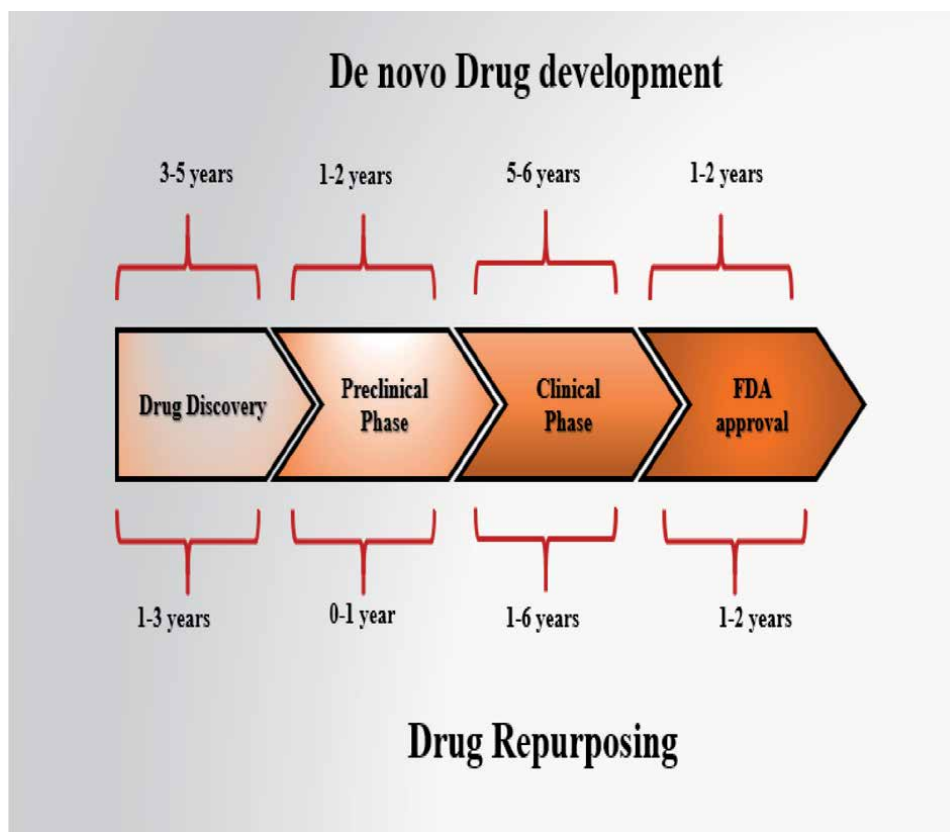 De novo Drug development
3-5 years
1-2 years
5-6 years
1-2 years
Drug Discovery
Preclinical
Phase
Clinical
Phase
FDA
approval
1-3 years
0-1 year
1-6 years
1-2 years
Drug Repurposing